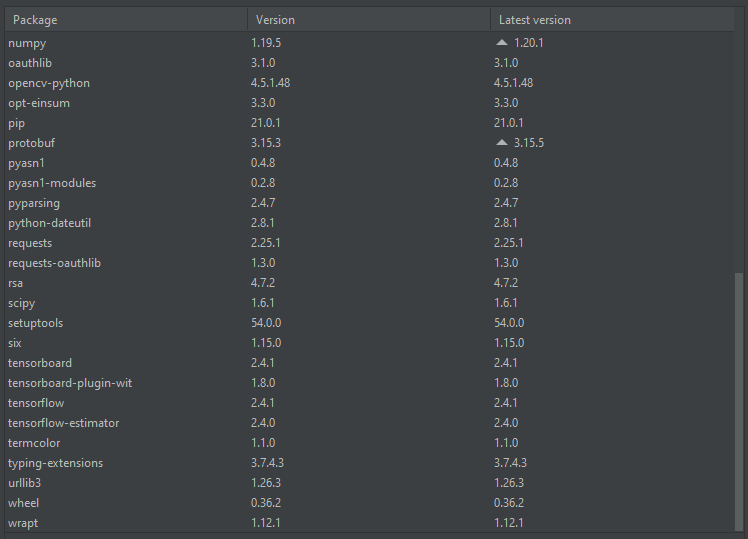 Package Version Latest version
numpy 1.19.5 1.20.1
oauthlib 3.1.0 3.1.0
opencv-python 4.5.1.48 4.5.1.48
opt-einsum 3.3.0 3.3.0
pip 21.0.1 21.0.1
protobuf 3.15.3 3.15.5
pyasn1 0.4.8 0.4.8
pyasn1-modules 0.2.8 0.2.8
pyparsing 2.4.7 2.4.7
python-dateutil 2.8.1 2.8.1
requests 2.25.1 2.25.1
requests-oauthlib 1.3.0 1.3.0
rsa 4.7.2 4.7.2
scipy 1.6.1 1.6.1
setuptools 54.0.0 54.0.0
six 1.15.0 1.15.0
tensorboard 2.4.1 2.4.1
tensorboard-plugin-wit 1.8.0 1.8.0
tensorflow 2.4.1 2.4.1
tensorflow-estimator 2.4.0 2.4.0
termcolor 1.1.0 1.1.0
typing-extensions 3.7.4.3 3.7.4.3
urllib3 1.26.3 1.26.3
wheel 0.36.2 0.36.2
wrapt 1.12.1 1.12.1